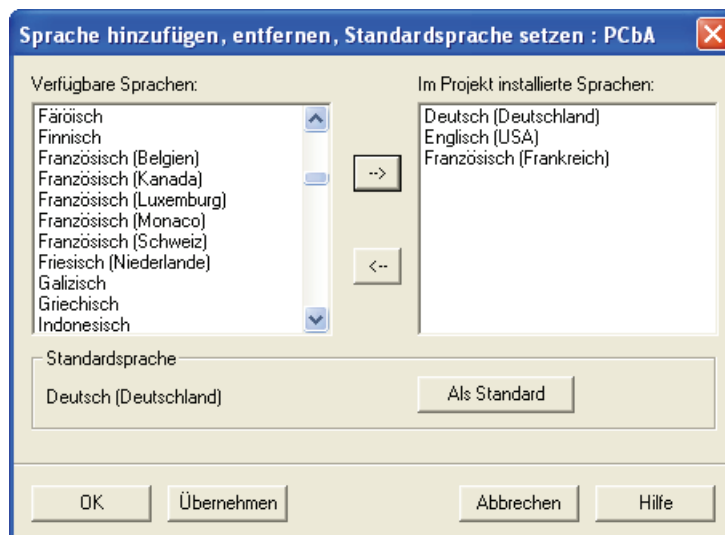 Sprache hinzufügen, entfernen, Standardsprache setzen : PCbA
Verfügbare Sprachen:
Färöisch
Finnisch
Französisch (Belgien)
Französisch (Kanada)
Französisch (Luxemburg)
Französisch (Monaco)
Französisch (Schweiz)
Friesisch (Niederlande)
Galizisch
Griechisch
Indonesisch
-->
<--
Im Projekt installierte Sprachen:
Deutsch (Deutschland)
Englisch (USA)
Französisch (Frankreich)
Standardsprache
Deutsch (Deutschland)
Als Standard
OK
Übernehmen
Abbrechen
Hilfe